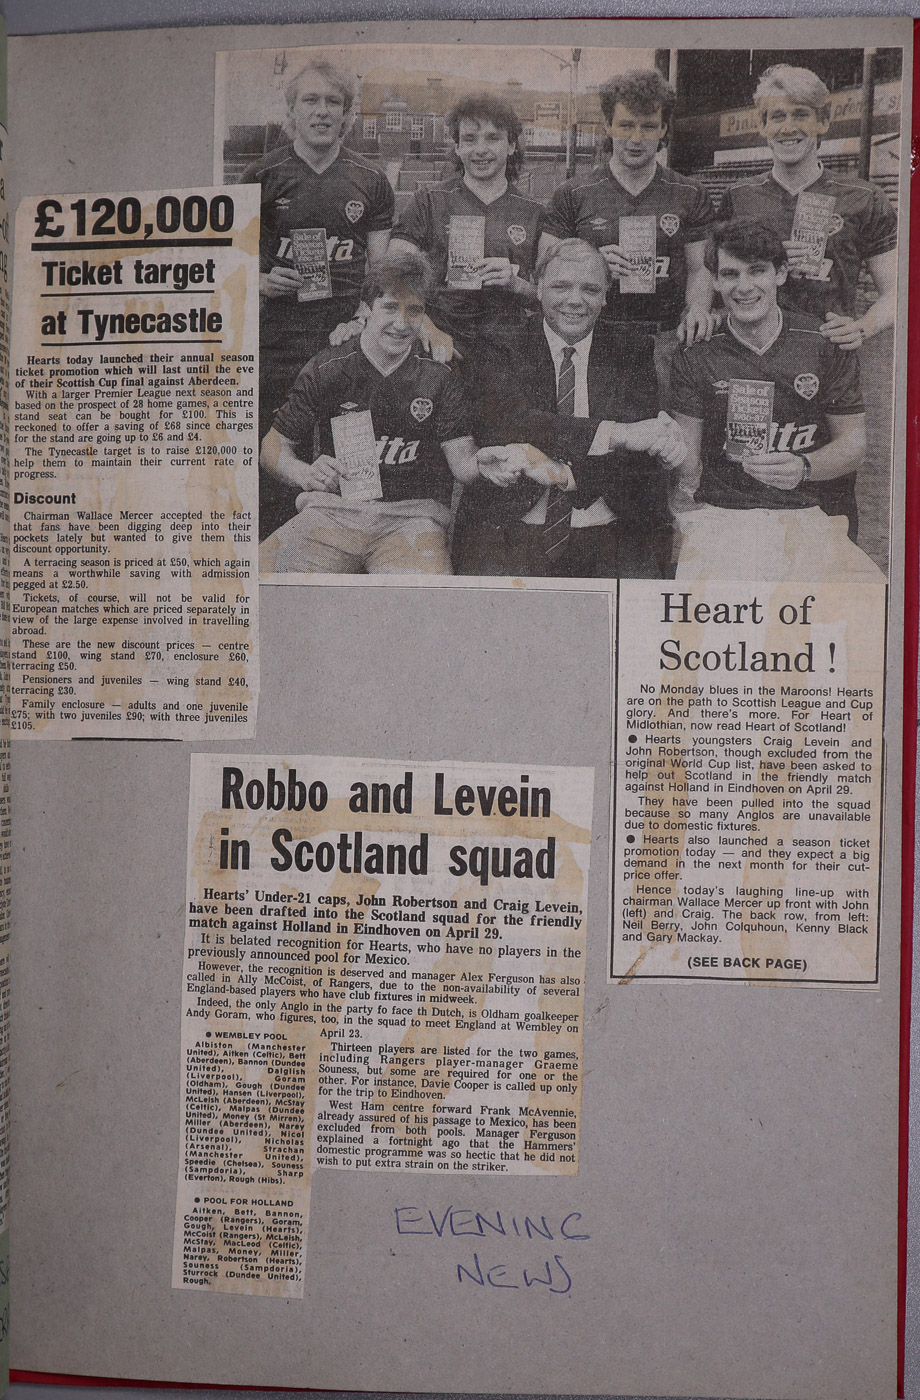 £120,000
Ticket target
at Tynecastle
Hearts today launched their annual season
ticket promotion which will last until the eve
of their Scottish Cup final against Aberdeen.
With a larger Premier League next season and
based on the prospect of 28 home games, a centre
stand seat can be bought for £100. This is
reckoned to offer a saving of £68 since charges
for the stand are going up to £6 and £4.
The Tynecastle target is to raise £120,000 to
help them to maintain their current rate of
progress.
Discount
Chairman Wallace Mercer accepted the fact
that fans have been digging deep into their
pockets lately but wanted to give them this
discount opportunity.
A terracing season is priced at £50, which again
means a worthwhile saving with admission
pegged at £2.50.
Tickets, of course, will not be valid for
European matches which are priced separately in
view of the large expense involved in travelling
abroad.
These are the new discount prices — centre
stand £100, wing stand £70, enclosure £60,
terracing £50.
Pensioners and juveniles — wing stand £40,
terracing £30.
Family enclosure — adults and one juvenile
£75; with two juveniles £90; with three juveniles
£105.
Heart of
Scotland !
No Monday blues in the Maroons! Hearts
are on the path to Scottish League and Cup
glory. And there's more. For Heart of
Midlothian, now read Heart of Scotland!
● Hearts youngsters Craig Levein and
John Robertson, though excluded from the
original World Cup list, have been asked to
help out Scotland in the friendly match
against Holland in Eindhoven on April 29.
They have been pulled into the squad
because so many Anglos are unavailable
due to domestic fixtures.
● Hearts also launched a season ticket
promotion today — and they expect a big
demand in the next month for their cut-
price offer.
Hence today's laughing line-up with
chairman Wallace Mercer up front with John
(left) and Craig. The back row, from left:
Neil Berry, John Colquhoun, Kenny Black
and Gary Mackay.
(SEE BACK PAGE)
Robbo and Levein
in Scotland squad
Hearts' Under-21 caps, John Robertson and Craig Levein,
have been drafted into the Scotland squad for the friendly
match against Holland in Eindhoven on April 29.
It is belated recognition for Hearts, who have no players in the
previously announced pool for Mexico.
However, the recognition is deserved and manager Alex Ferguson has also
called in Ally McCoist, of Rangers, due to the non-availability of several
England-based players who have club fixtures in midweek.
Indeed, the only Anglo in the party fo face th Dutch, is Oldham goalkeeper
Andy Goram, who figures, too, in the squad to meet England at Wembley on
April 23.
Thirteen players are listed for the two games,
including Rangers player-manager Graeme
Souness, but some are required for one or the
other. For instance, Davie Cooper is called up only
for the trip to Eindhoven.
West Ham centre forward Frank McAvennie,
already assured of his passage to Mexico, has been
excluded from both pools. Manager Ferguson
explained a fortnight ago that the Hammers'
domestic programme was so hectic that he did not
wish to put extra strain on the striker.
● WEMBLEY POOL
Albiston (Manchester
United), Aitken (Celtic), Bett
(Aberdeen), Bannon (Dundee
United), Dalglish
(Liverpool), Goram
(Oldham), Gough (Dundee
United), Hansen (Liverpool),
McLeish (Aberdeen), McStay
(Celtic), Malpas (Dundee
United), Money (St Mirren),
Miller (Aberdeen), Narey
(Dundee United), Nicol
(Liverpool), Nicholas
(Arsenal), Strachan
(Manchester United),
Speedie (Chelsea), Souness
(Sampdoria), Sharp
(Everton), Rough (Hibs).
● POOL FOR HOLLAND
Aitken, Bett, Bannon,
Cooper (Rangers), Goram,
Gough, Levein (Hearts),
McCoist (Rangers), McLeish,
McStay, MacLeod (Celtic),
Malpas, Money, Miller,
Narey, Robertson (Hearts),
Souness (Sampdoria),
Sturrock (Dundee United),
Rough.
EVENING
NEWS